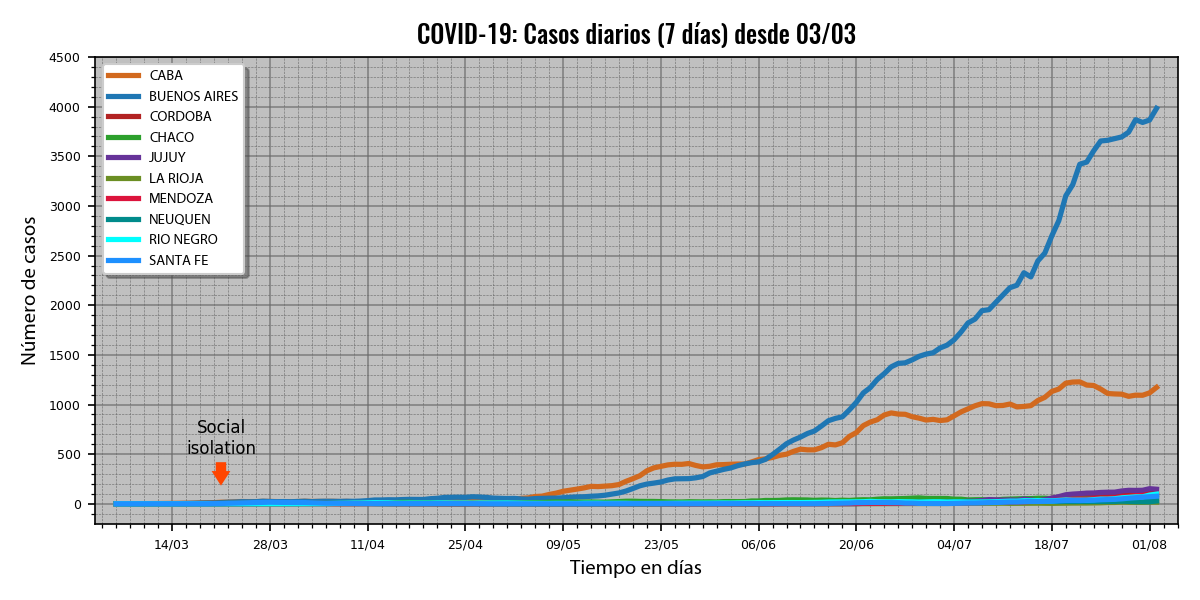 COVID-19: Casos diarios (7 días) desde 03/03
4500
4000
3500
3000
2500
2000
1500
1000
500
0
Número de casos
CABA
BUENOS AIRES
CORDOBA
CHACO
JUJUY
LA RIOJA
MENDOZA
NEUQUEN
RIO NEGRO
SANTA FE
Social
isolation
14/03
28/03
11/04
25/04
09/05
23/05
06/06
20/06
04/07
18/07
01/08
Tiempo en días